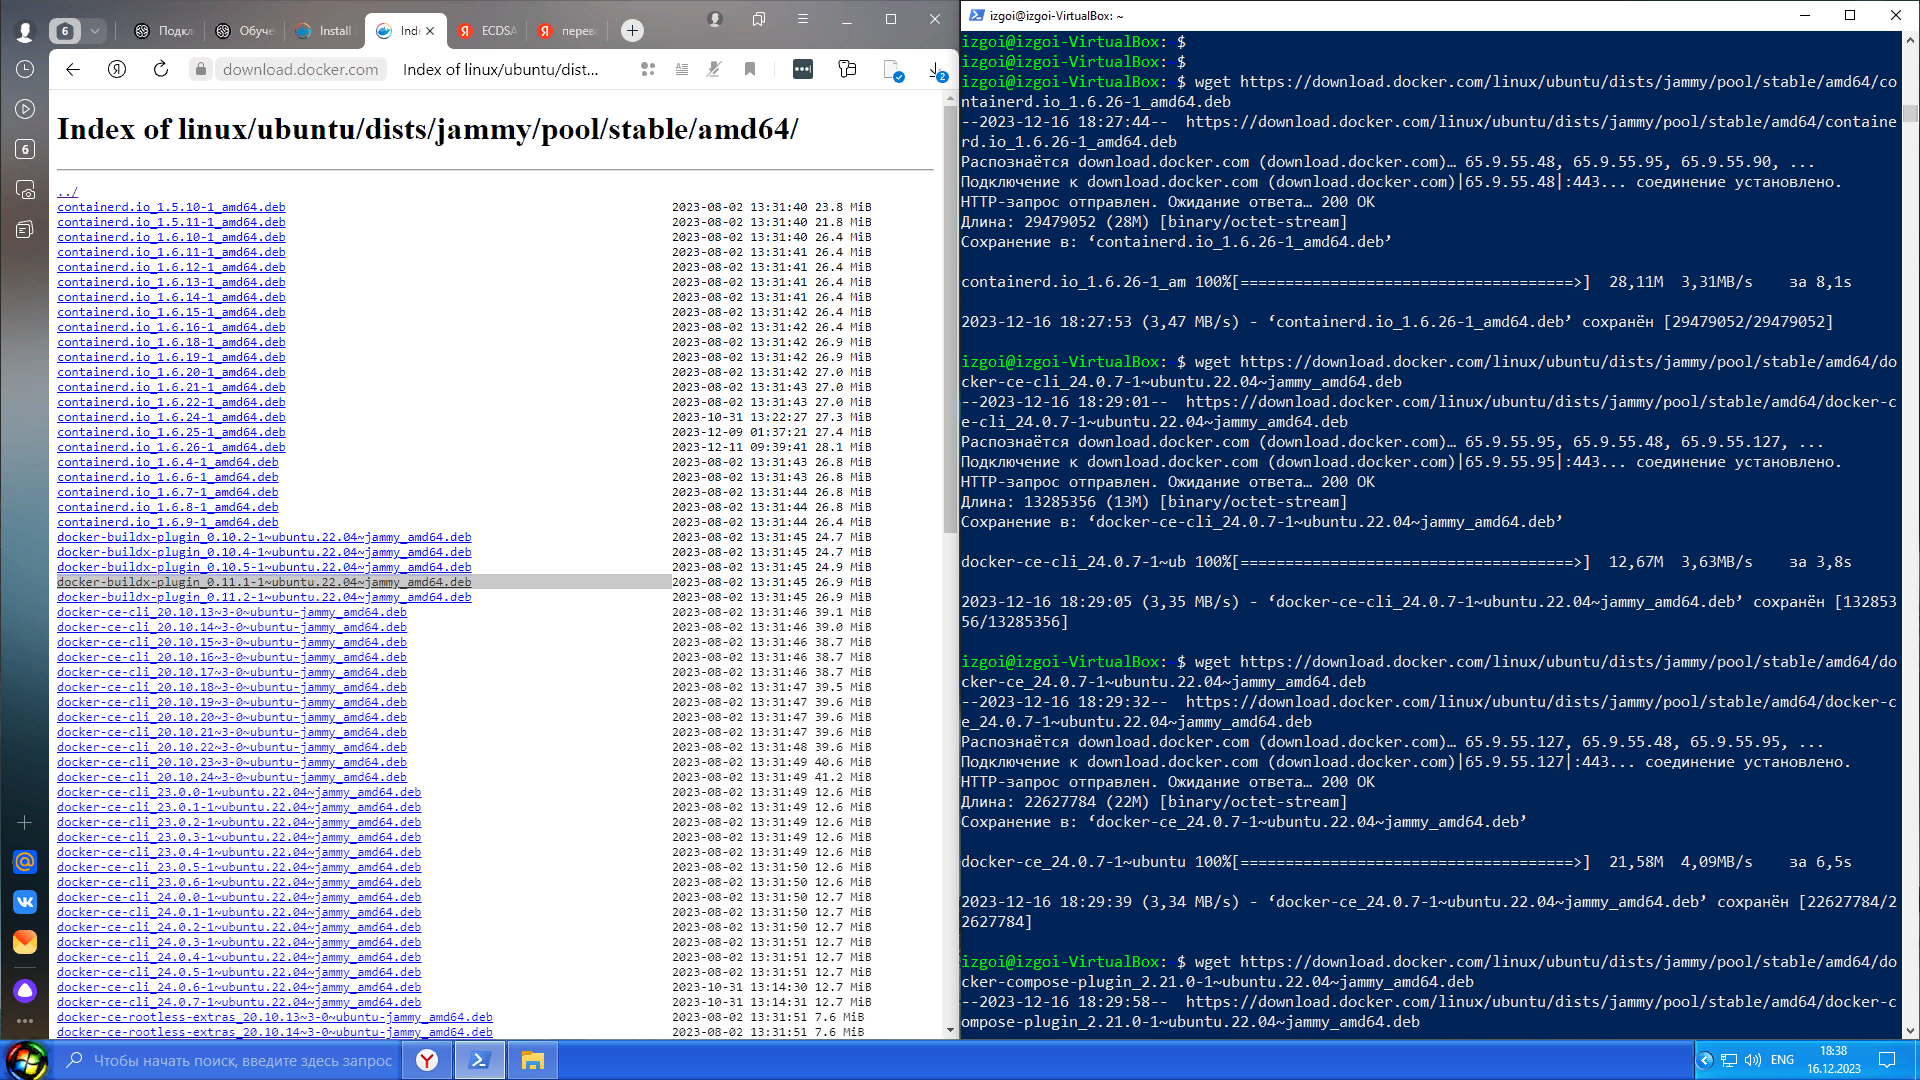 6
Подкл
Обуче
Install
Inde
ECDSA
перев
download.docker.com
Index of linux/ubuntu/dist...
2
6
Index of linux/ubuntu/dists/jammy/pool/stable/amd64/
../
containerd.io_1.5.10-1_amd64.deb 2023-08-02 13:31:40 23.8 MiB
containerd.io_1.5.11-1_amd64.deb 2023-08-02 13:31:40 21.8 MiB
containerd.io_1.6.10-1_amd64.deb 2023-08-02 13:31:40 26.4 MiB
containerd.io_1.6.11-1_amd64.deb 2023-08-02 13:31:41 26.4 MiB
containerd.io_1.6.12-1_amd64.deb 2023-08-02 13:31:41 26.4 MiB
containerd.io_1.6.13-1_amd64.deb 2023-08-02 13:31:41 26.4 MiB
containerd.io_1.6.14-1_amd64.deb 2023-08-02 13:31:41 26.4 MiB
containerd.io_1.6.15-1_amd64.deb 2023-08-02 13:31:42 26.4 MiB
containerd.io_1.6.16-1_amd64.deb 2023-08-02 13:31:42 26.4 MiB
containerd.io_1.6.18-1_amd64.deb 2023-08-02 13:31:42 26.9 MiB
containerd.io_1.6.19-1_amd64.deb 2023-08-02 13:31:42 26.9 MiB
containerd.io_1.6.20-1_amd64.deb 2023-08-02 13:31:42 27.0 MiB
containerd.io_1.6.21-1_amd64.deb 2023-08-02 13:31:43 27.0 MiB
containerd.io_1.6.22-1_amd64.deb 2023-08-02 13:31:43 27.0 MiB
containerd.io_1.6.24-1_amd64.deb 2023-10-31 13:22:27 27.3 MiB
containerd.io_1.6.25-1_amd64.deb 2023-12-09 01:37:21 27.4 MiB
containerd.io_1.6.26-1_amd64.deb 2023-12-11 09:39:41 28.1 MiB
containerd.io_1.6.4-1_amd64.deb 2023-08-02 13:31:43 26.8 MiB
containerd.io_1.6.6-1_amd64.deb 2023-08-02 13:31:43 26.8 MiB
containerd.io_1.6.7-1_amd64.deb 2023-08-02 13:31:44 26.8 MiB
containerd.io_1.6.8-1_amd64.deb 2023-08-02 13:31:44 26.8 MiB
containerd.io_1.6.9-1_amd64.deb 2023-08-02 13:31:44 26.4 MiB
docker-buildx-plugin_0.10.2-1~ubuntu.22.04~jammy_amd64.deb 2023-08-02 13:31:45 24.7 MiB
docker-buildx-plugin_0.10.4-1~ubuntu.22.04~jammy_amd64.deb 2023-08-02 13:31:45 24.7 MiB
docker-buildx-plugin_0.10.5-1~ubuntu.22.04~jammy_amd64.deb 2023-08-02 13:31:45 24.9 MiB
docker-buildx-plugin_0.11.1-1~ubuntu.22.04~jammy_amd64.deb 2023-08-02 13:31:45 26.9 MiB
docker-buildx-plugin_0.11.2-1~ubuntu.22.04~jammy_amd64.deb 2023-08-02 13:31:45 26.9 MiB
docker-ce-cli_20.10.13~3-0~ubuntu-jammy_amd64.deb 2023-08-02 13:31:46 39.1 MiB
docker-ce-cli_20.10.14~3-0~ubuntu-jammy_amd64.deb 2023-08-02 13:31:46 39.0 MiB
docker-ce-cli_20.10.15~3-0~ubuntu-jammy_amd64.deb 2023-08-02 13:31:46 38.7 MiB
docker-ce-cli_20.10.16~3-0~ubuntu-jammy_amd64.deb 2023-08-02 13:31:46 38.7 MiB
docker-ce-cli_20.10.17~3-0~ubuntu-jammy_amd64.deb 2023-08-02 13:31:46 38.7 MiB
docker-ce-cli_20.10.18~3-0~ubuntu-jammy_amd64.deb 2023-08-02 13:31:47 39.5 MiB
docker-ce-cli_20.10.19~3-0~ubuntu-jammy_amd64.deb 2023-08-02 13:31:47 39.6 MiB
docker-ce-cli_20.10.20~3-0~ubuntu-jammy_amd64.deb 2023-08-02 13:31:47 39.6 MiB
docker-ce-cli_20.10.21~3-0~ubuntu-jammy_amd64.deb 2023-08-02 13:31:47 39.6 MiB
docker-ce-cli_20.10.22~3-0~ubuntu-jammy_amd64.deb 2023-08-02 13:31:48 39.6 MiB
docker-ce-cli_20.10.23~3-0~ubuntu-jammy_amd64.deb 2023-08-02 13:31:49 40.6 MiB
docker-ce-cli_20.10.24~3-0~ubuntu-jammy_amd64.deb 2023-08-02 13:31:49 41.2 MiB
docker-ce-cli_23.0.0-1~ubuntu.22.04~jammy_amd64.deb 2023-08-02 13:31:49 12.6 MiB
docker-ce-cli_23.0.1-1~ubuntu.22.04~jammy_amd64.deb 2023-08-02 13:31:49 12.6 MiB
docker-ce-cli_23.0.2-1~ubuntu.22.04~jammy_amd64.deb 2023-08-02 13:31:49 12.6 MiB
docker-ce-cli_23.0.3-1~ubuntu.22.04~jammy_amd64.deb 2023-08-02 13:31:49 12.6 MiB
docker-ce-cli_23.0.4-1~ubuntu.22.04~jammy_amd64.deb 2023-08-02 13:31:49 12.6 MiB
docker-ce-cli_23.0.5-1~ubuntu.22.04~jammy_amd64.deb 2023-08-02 13:31:50 12.6 MiB
docker-ce-cli_23.0.6-1~ubuntu.22.04~jammy_amd64.deb 2023-08-02 13:31:50 12.6 MiB
docker-ce-cli_24.0.0-1~ubuntu.22.04~jammy_amd64.deb 2023-08-02 13:31:50 12.7 MiB
docker-ce-cli_24.0.1-1~ubuntu.22.04~jammy_amd64.deb 2023-08-02 13:31:50 12.7 MiB
docker-ce-cli_24.0.2-1~ubuntu.22.04~jammy_amd64.deb 2023-08-02 13:31:50 12.7 MiB
docker-ce-cli_24.0.3-1~ubuntu.22.04~jammy_amd64.deb 2023-08-02 13:31:51 12.7 MiB
docker-ce-cli_24.0.4-1~ubuntu.22.04~jammy_amd64.deb 2023-08-02 13:31:51 12.7 MiB
docker-ce-cli_24.0.5-1~ubuntu.22.04~jammy_amd64.deb 2023-08-02 13:31:51 12.7 MiB
docker-ce-cli_24.0.6-1~ubuntu.22.04~jammy_amd64.deb 2023-10-31 13:14:30 12.7 MiB
docker-ce-cli_24.0.7-1~ubuntu.22.04~jammy_amd64.deb 2023-10-31 13:14:31 12.7 MiB
docker-ce-rootless-extras_20.10.13~3-0~ubuntu-jammy_amd64.deb 2023-08-02 13:31:51 7.6 MiB
docker-ce-rootless-extras_20.10.14~3-0~ubuntu-jammy_amd64.deb 2023-08-02 13:31:51 7.6 MiB
izgoi@izgoi-VirtualBox: ~
izgoi@izgoi-VirtualBox: $
izgoi@izgoi-VirtualBox: $
izgoi@izgoi-VirtualBox: $ wget https://download.docker.com/linux/ubuntu/dists/jammy/pool/stable/amd64/co
ntainerd.io_1.6.26-1_amd64.deb
--2023-12-16 18:27:44-- https://download.docker.com/linux/ubuntu/dists/jammy/pool/stable/amd64/containe
rd.io_1.6.26-1_amd64.deb
Распознаётся download.docker.com (download.docker.com)… 65.9.55.48, 65.9.55.95, 65.9.55.90, ...
Подключение к download.docker.com (download.docker.com)|65.9.55.48|:443... соединение установлено.
HTTP-запрос отправлен. Ожидание ответа… 200 OK
Длина: 29479052 (28M) [binary/octet-stream]
Сохранение в: ‘containerd.io_1.6.26-1_amd64.deb’
containerd.io_1.6.26-1_am 100%[=====================================>] 28,11M 3,31MB/s за 8,1s
2023-12-16 18:27:53 (3,47 MB/s) - ‘containerd.io_1.6.26-1_amd64.deb’ сохранён [29479052/29479052]
izgoi@izgoi-VirtualBox: $ wget https://download.docker.com/linux/ubuntu/dists/jammy/pool/stable/amd64/do
cker-ce-cli_24.0.7-1~ubuntu.22.04~jammy_amd64.deb
--2023-12-16 18:29:01-- https://download.docker.com/linux/ubuntu/dists/jammy/pool/stable/amd64/docker-c
e-cli_24.0.7-1~ubuntu.22.04~jammy_amd64.deb
Распознаётся download.docker.com (download.docker.com)… 65.9.55.95, 65.9.55.48, 65.9.55.127, ...
Подключение к download.docker.com (download.docker.com)|65.9.55.95|:443... соединение установлено.
HTTP-запрос отправлен. Ожидание ответа… 200 OK
Длина: 13285356 (13M) [binary/octet-stream]
Сохранение в: ‘docker-ce-cli_24.0.7-1~ubuntu.22.04~jammy_amd64.deb’
docker-ce-cli_24.0.7-1~ub 100%[=====================================>] 12,67M 3,63MB/s за 3,8s
2023-12-16 18:29:05 (3,35 MB/s) - ‘docker-ce-cli_24.0.7-1~ubuntu.22.04~jammy_amd64.deb’ сохранён [132853
56/13285356]
izgoi@izgoi-VirtualBox: $ wget https://download.docker.com/linux/ubuntu/dists/jammy/pool/stable/amd64/do
cker-ce_24.0.7-1~ubuntu.22.04~jammy_amd64.deb
--2023-12-16 18:29:32-- https://download.docker.com/linux/ubuntu/dists/jammy/pool/stable/amd64/docker-c
e_24.0.7-1~ubuntu.22.04~jammy_amd64.deb
Распознаётся download.docker.com (download.docker.com)… 65.9.55.127, 65.9.55.48, 65.9.55.95, ...
Подключение к download.docker.com (download.docker.com)|65.9.55.127|:443... соединение установлено.
HTTP-запрос отправлен. Ожидание ответа… 200 OK
Длина: 22627784 (22M) [binary/octet-stream]
Сохранение в: ‘docker-ce_24.0.7-1~ubuntu.22.04~jammy_amd64.deb’
docker-ce_24.0.7-1~ubuntu 100%[=====================================>] 21,58M 4,09MB/s за 6,5s
2023-12-16 18:29:39 (3,34 MB/s) - ‘docker-ce_24.0.7-1~ubuntu.22.04~jammy_amd64.deb’ сохранён [22627784/2
2627784]
izgoi@izgoi-VirtualBox: $ wget https://download.docker.com/linux/ubuntu/dists/jammy/pool/stable/amd64/do
cker-compose-plugin_2.21.0-1~ubuntu.22.04~jammy_amd64.deb
--2023-12-16 18:29:58-- https://download.docker.com/linux/ubuntu/dists/jammy/pool/stable/amd64/docker-c
ompose-plugin_2.21.0-1~ubuntu.22.04~jammy_amd64.deb
Чтобы начать поиск, введите здесь запрос
ENG
18:38
16.12.2023